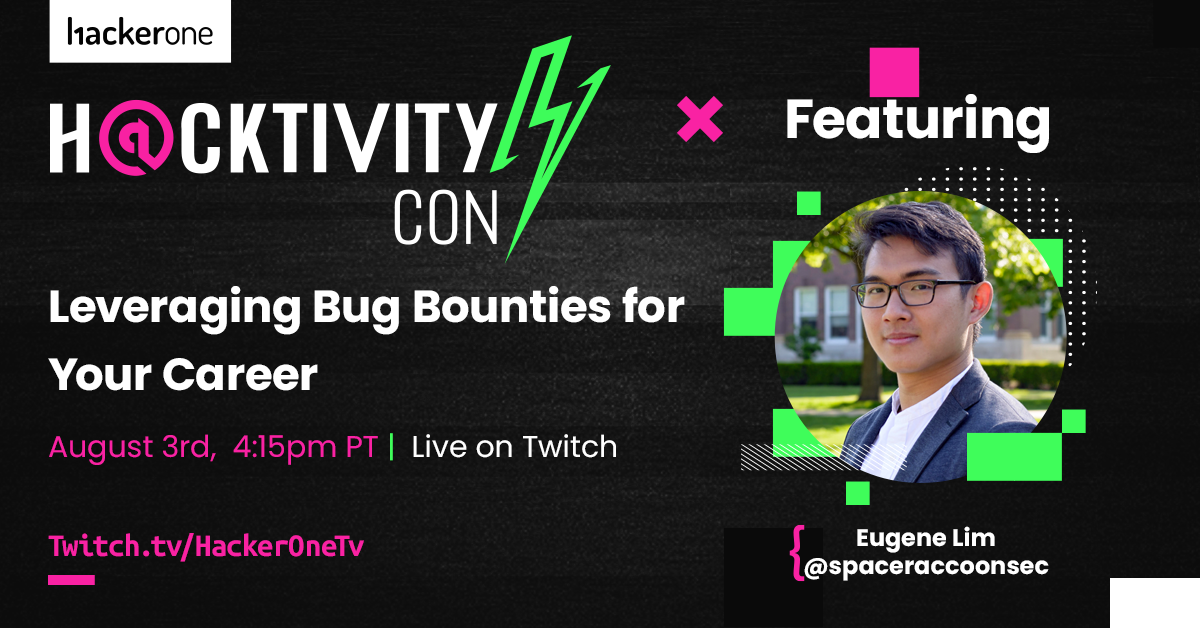 hackerone
H@CKTIVITY
CON
Featuring
Leveraging Bug Bounties for
Your Career
August 3rd, 4:15pm PT | Live on Twitch
Twitch.tv/HackerOneTv
Eugene Lim
@spaceraccoonsec